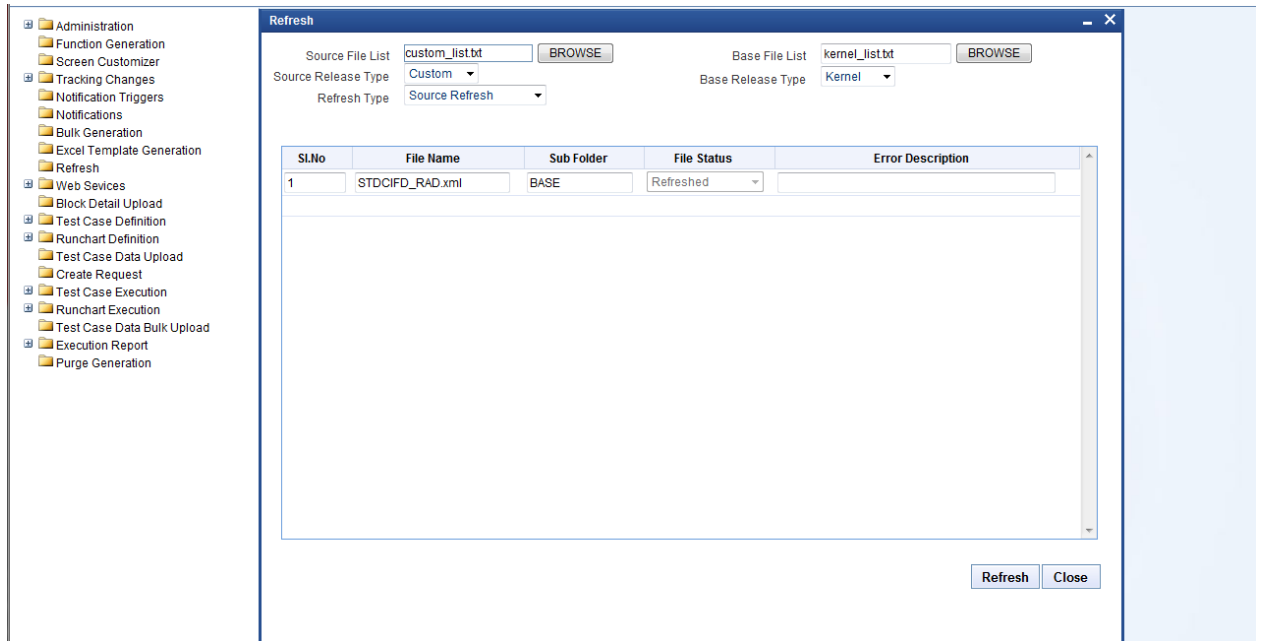 Administration
Function Generation
Screen Customizer
Tracking Changes
Notification Triggers
Notifications
Bulk Generation
Excel Template Generation
Refresh
Web Sevices
Block Detail Upload
Test Case Definition
Runchart Definition
Test Case Data Upload
Create Request
Test Case Execution
Runchart Execution
Test Case Data Bulk Upload
Execution Report
Purge Generation
Refresh
Source File List custom_list.txt BROWSE Base File List kernel_list.txt BROWSE
Source Release Type Custom Base Release Type Kernel
Refresh Type Source Refresh
Sl.No File Name Sub Folder File Status Error Description
1 STDCIFD_RAD.xml BASE Refreshed
Refresh Close